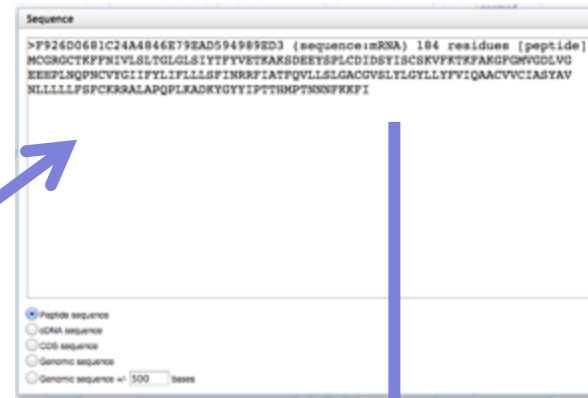 Sequence
>F926D0681C24A4846E79EAD594989ED3 (sequence:mRNA) 184 residues [peptide]
MCGRGCTKFFNIVLSLTGLGLSIYTFYVETKAKSDEEYSPLCDIDSYISCSKVFKTKFAKGFGMVGDLVG
EEEPLNQPNCVYGIIFYLIFLLLSFINRRFIATFQVLLSLGACGVSLYLGYLLYFVIQAACVVCIASYAV
NLLLLLFSFCKRRALAPQPLKADKYGYYIPTTHMPTNNNFKKFI
Peptide sequence
cDNA sequence
CDS sequence
Genomic sequence
Genomic sequence +/- 500 bases